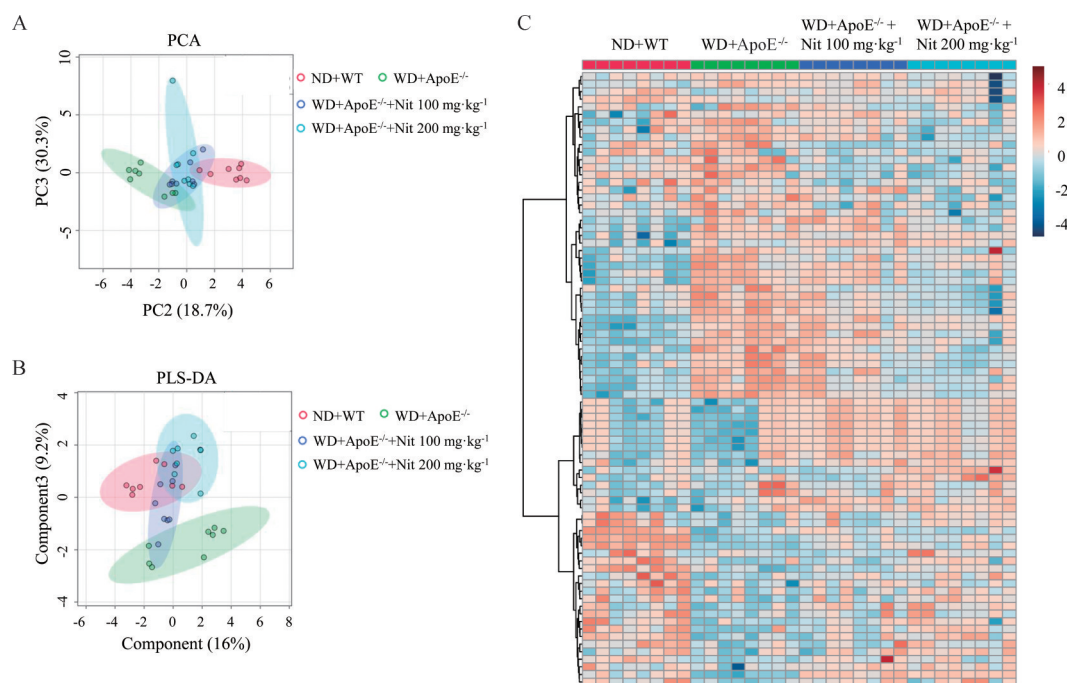 A
PCA
10
5
0
-5
PC3 (30.3%)
-6 -4 -2 0 2 4 6
PC2 (18.7%)
ND+WT WD+ApoE⁻/⁻
WD+ApoE⁻/⁻+Nit 100 mg·kg⁻¹
WD+ApoE⁻/⁻+Nit 200 mg·kg⁻¹
B
PLS-DA
4
2
0
-2
-4
Component3 (9.2%)
-6 -4 -2 0 2 4 6 8
Component (16%)
ND+WT WD+ApoE⁻/⁻
WD+ApoE⁻/⁻+Nit 100 mg·kg⁻¹
WD+ApoE⁻/⁻+Nit 200 mg·kg⁻¹
C
ND+WT
WD+ApoE⁻/⁻
WD+ApoE⁻/⁻ +
Nit 100 mg·kg⁻¹
WD+ApoE⁻/⁻ +
Nit 200 mg·kg⁻¹
4
2
0
-2
-4